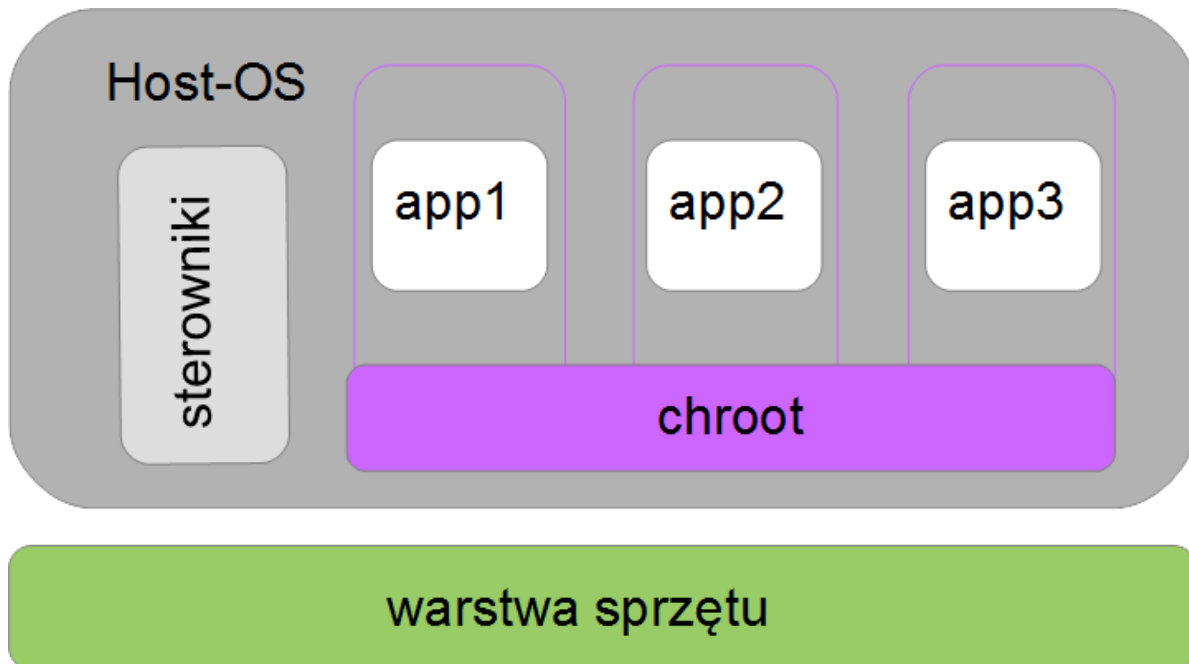 Host-OS
sterowniki
app1
app2
app3
chroot
warstwa sprzętu